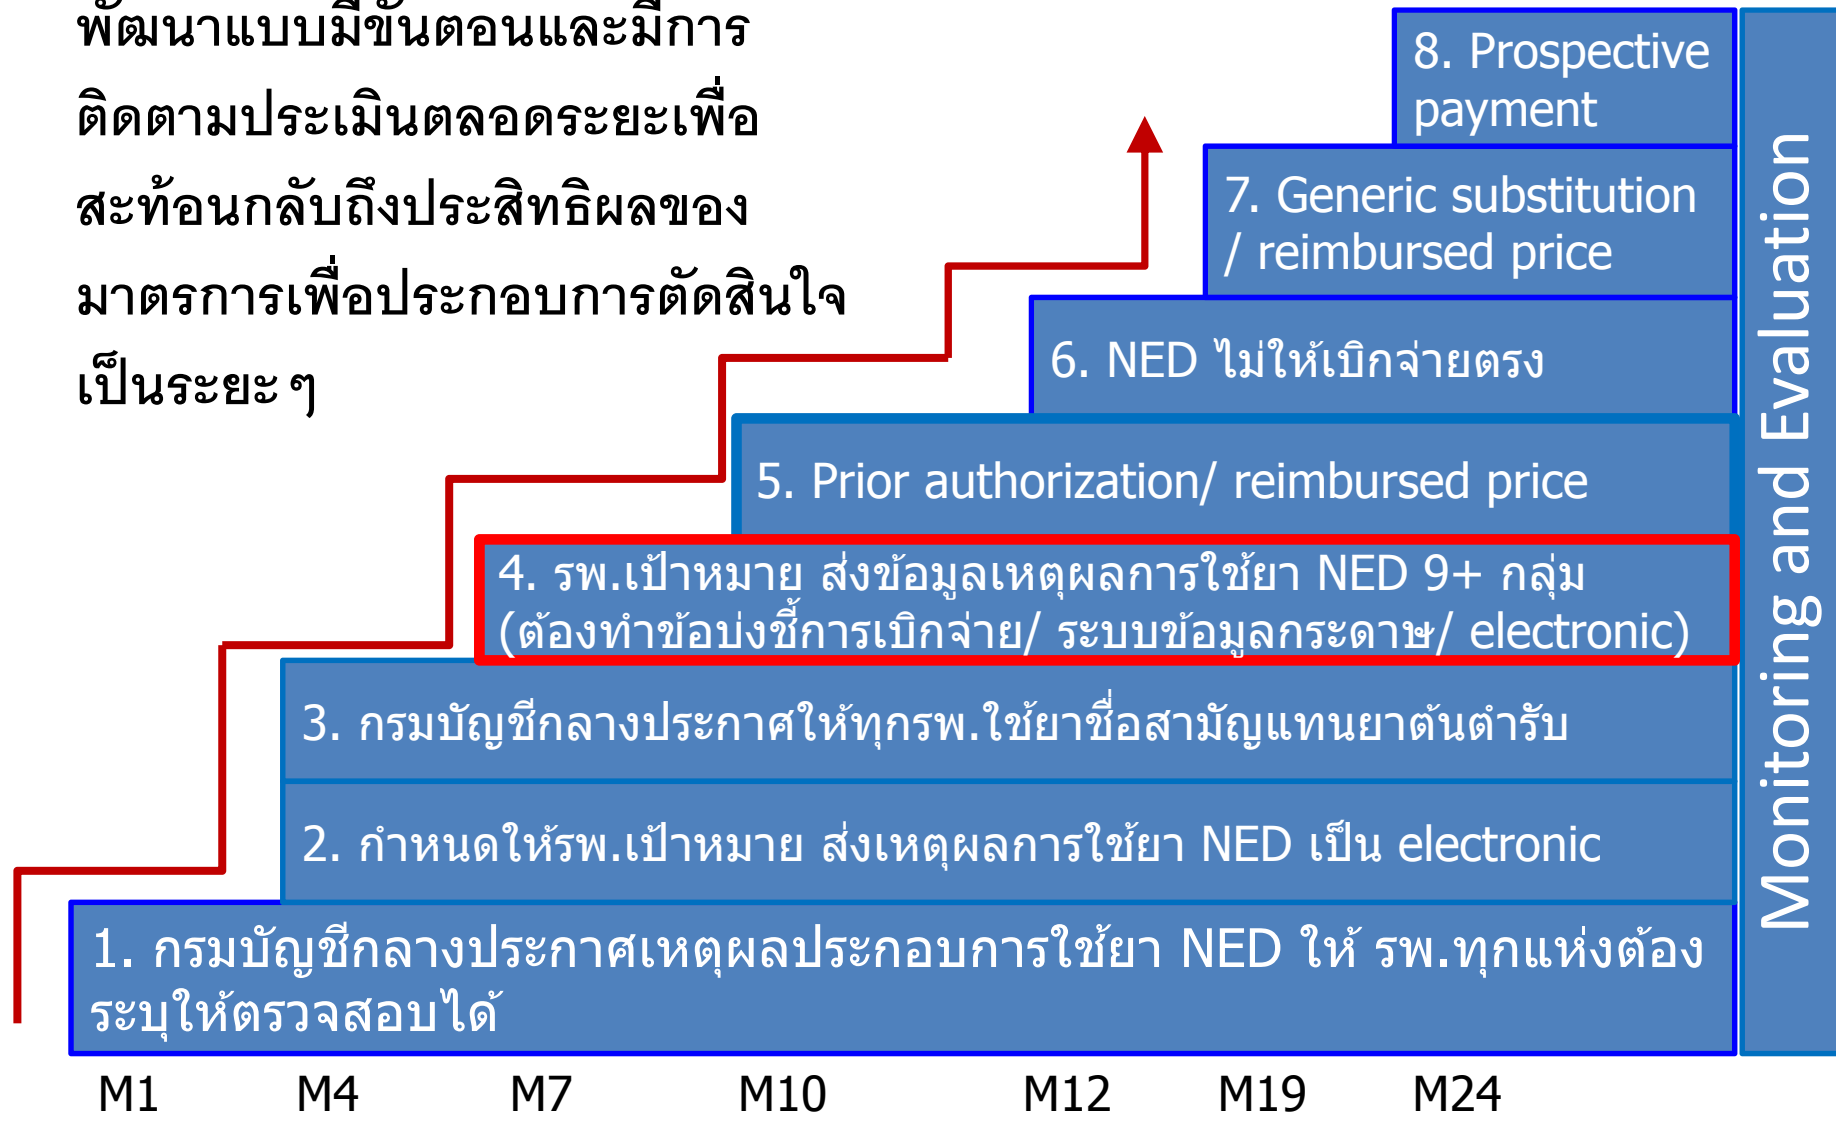 พัฒนาแบบมีขั้นตอนและมีการ
ติดตามประเมินตลอดระยะเพื่อ
สะท้อนกลับถึงประสิทธิผลของ
มาตรการเพื่อประกอบการตัดสินใจ
เป็นระยะๆ
8. Prospective
payment
7. Generic substitution
/ reimbursed price
6. NED ไม่ให้เบิกจ่ายตรง
5. Prior authorization/ reimbursed price
4. รพ.เป้าหมาย ส่งข้อมูลเหตุผลการใช้ยา NED 9+ กลุ่ม
(ต้องทำข้อบ่งชี้การเบิกจ่าย/ ระบบข้อมูลกระดาษ/ electronic)
3. กรมบัญชีกลางประกาศให้ทุกรพ.ใช้ยาชื่อสามัญแทนยาต้นตำรับ
2. กำหนดให้รพ.เป้าหมาย ส่งเหตุผลการใช้ยา NED เป็น electronic
1. กรมบัญชีกลางประกาศเหตุผลประกอบการใช้ยา NED ให้ รพ.ทุกแห่งต้อง
ระบุให้ตรวจสอบได้
Monitoring and Evaluation
M1 M4 M7 M10 M12 M19 M24